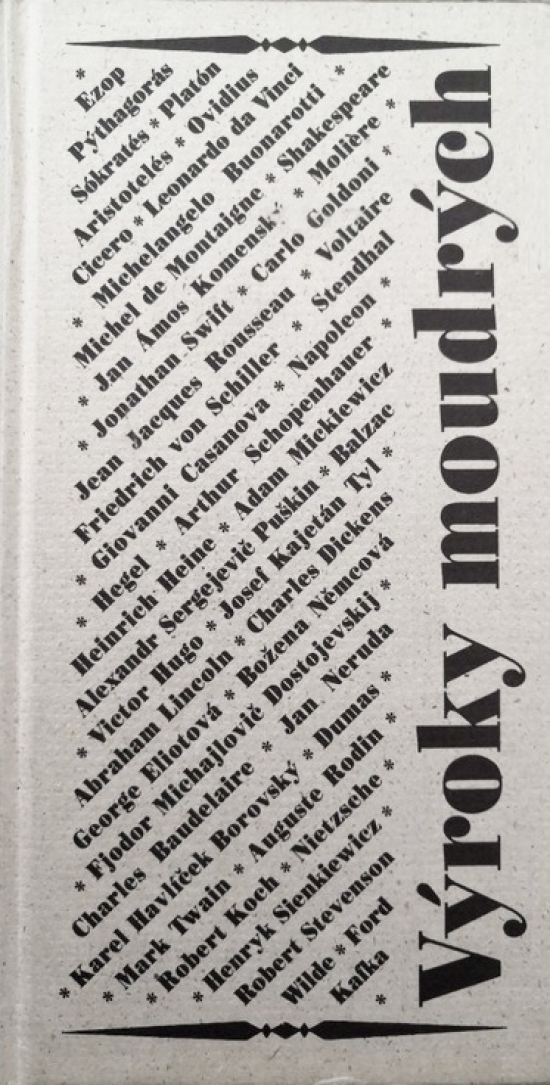 * Ezop
Pýthagorás
Sókratés * Platón
Aristotelés * Ovidius
Cicero * Leonardo da Vinci
* Michelangelo Buonarotti *
Michel de Montaigne * Shakespeare
* Jan Ámos Komenský * Molière *
* Jonathan Swift * Carlo Goldoni *
Jean Jacques Rousseau * Voltaire
Friedrich von Schiller * Stendhal
* Giovanni Casanova * Napoleon *
* Hegel * Arthur Schopenhauer *
Heinrich Heine * Adam Mickiewicz
Alexandr Sergejevič Puškin * Balzac
* Victor Hugo * Josef Kajetán Tyl *
Abraham Lincoln * Charles Dickens
George Eliotová * Božena Němcová
* Fjodor Michajlovič Dostojevskij *
Charles Baudelaire * Jan Neruda
* Karel Havlíček Borovský * Dumas *
* Mark Twain * Auguste Rodin *
* Robert Koch * Nietzsche *
* Henryk Sienkiewicz *
Robert Stevenson
Wilde * Ford
Kafka *
Výroky moudrých